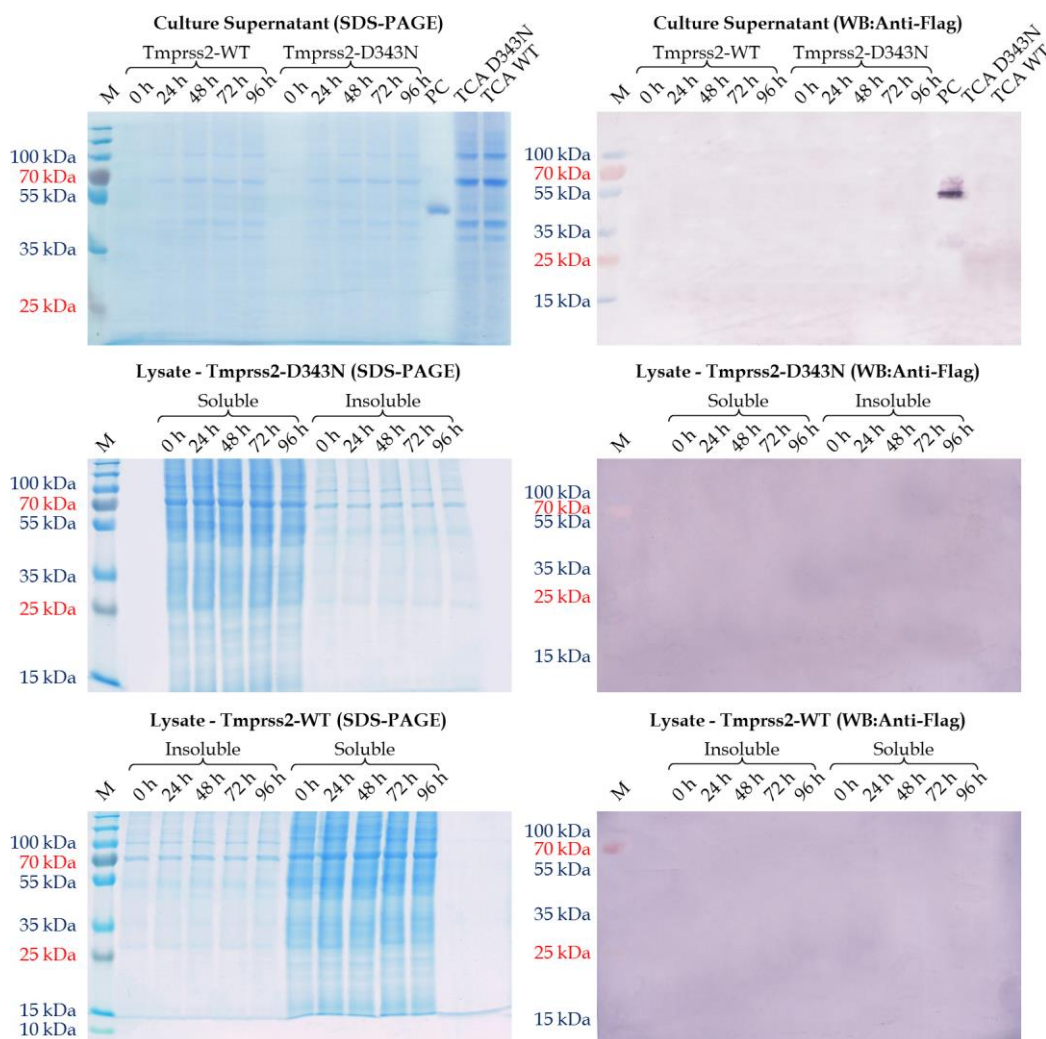 Culture Supernatant (SDS-PAGE)
Tmprss2-WT Tmprss2-D343N
M 0 h 24 h 48 h 72 h 96 h 0 h 24 h 48 h 72 h 96 h PC TCA D343N TCA WT
100 kDa
70 kDa
55 kDa
35 kDa
25 kDa
Culture Supernatant (WB:Anti-Flag)
Tmprss2-WT Tmprss2-D343N
M 0 h 24 h 48 h 72 h 96 h 0 h 24 h 48 h 72 h 96 h PC TCA D343N TCA WT
100 kDa
70 kDa
55 kDa
35 kDa
25 kDa
15 kDa
Lysate - Tmprss2-D343N (SDS-PAGE)
Soluble Insoluble
M 0 h 24 h 48 h 72 h 96 h 0 h 24 h 48 h 72 h 96 h
100 kDa
70 kDa
55 kDa
35 kDa
25 kDa
15 kDa
Lysate - Tmprss2-D343N (WB:Anti-Flag)
Soluble Insoluble
M 0 h 24 h 48 h 72 h 96 h 0 h 24 h 48 h 72 h 96 h
100 kDa
70 kDa
55 kDa
35 kDa
25 kDa
15 kDa
Lysate - Tmprss2-WT (SDS-PAGE)
Insoluble Soluble
M 0 h 24 h 48 h 72 h 96 h 0 h 24 h 48 h 72 h 96 h
100 kDa
70 kDa
55 kDa
35 kDa
25 kDa
15 kDa
10 kDa
Lysate - Tmprss2-WT (WB:Anti-Flag)
Insoluble Soluble
M 0 h 24 h 48 h 72 h 96 h 0 h 24 h 48 h 72 h 96 h
100 kDa
70 kDa
55 kDa
35 kDa
25 kDa
15 kDa